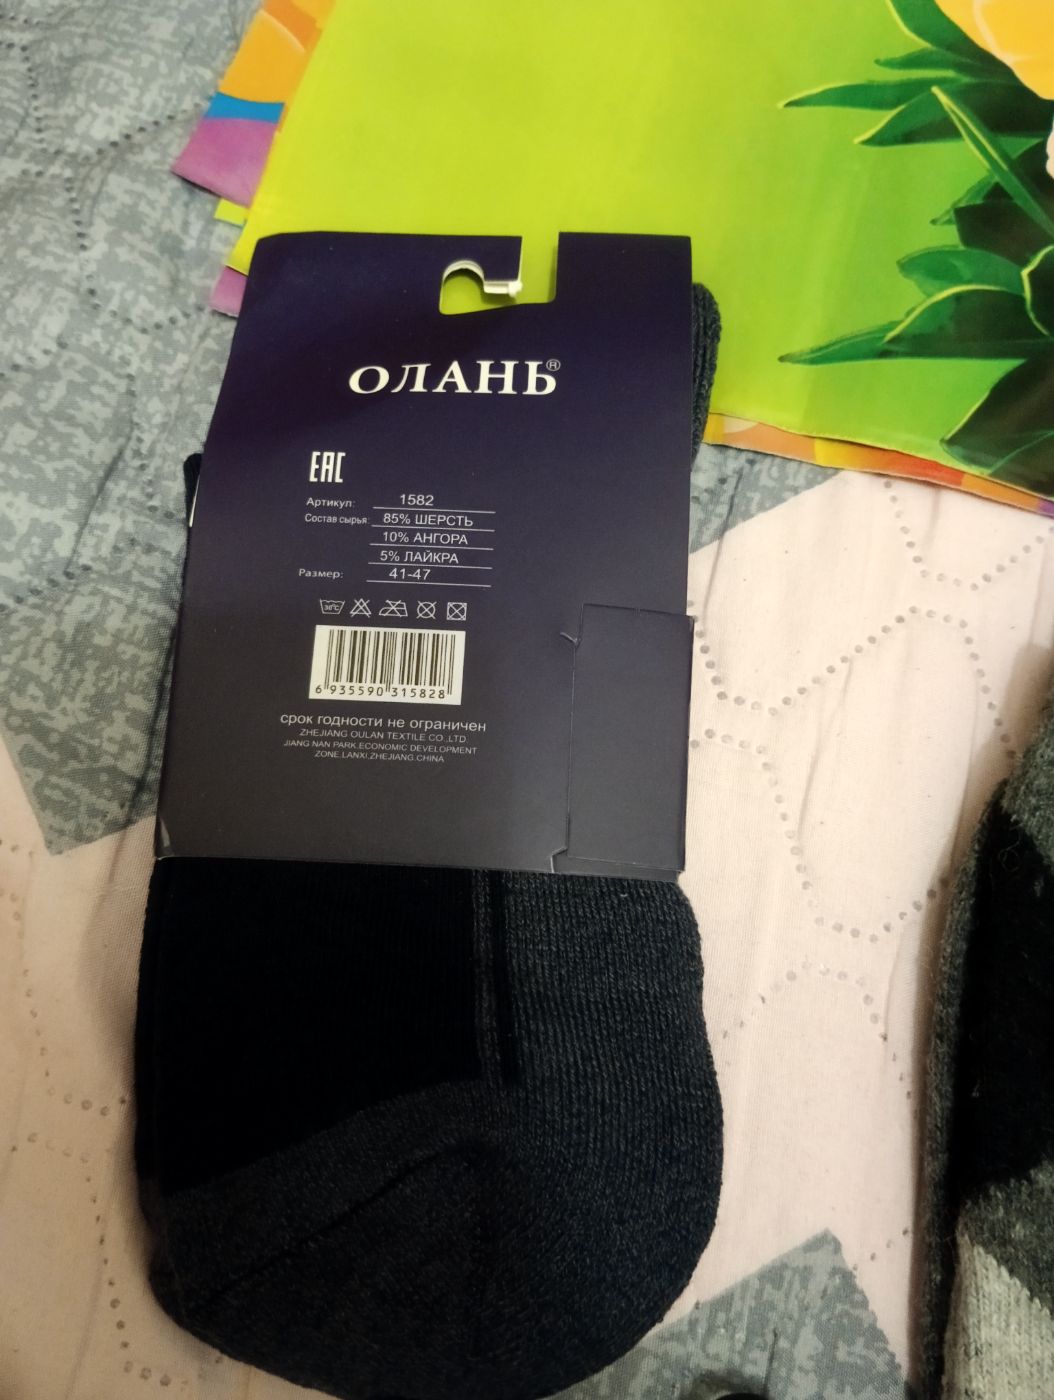 ОЛАНЬ®
EAC
Артикул: 1582
Состав сырья: 85% ШЕРСТЬ
10% АНГОРА
5% ЛАЙКРА
Размер: 41-47
30°C
6 935590 315828
срок годности не ограничен
ZHEJIANG OULAN TEXTILE CO.,LTD
JIANG NAN PARK.ECONOMIC DEVELOPMENT
ZONE.LANXI.ZHEJIANG.CHINA